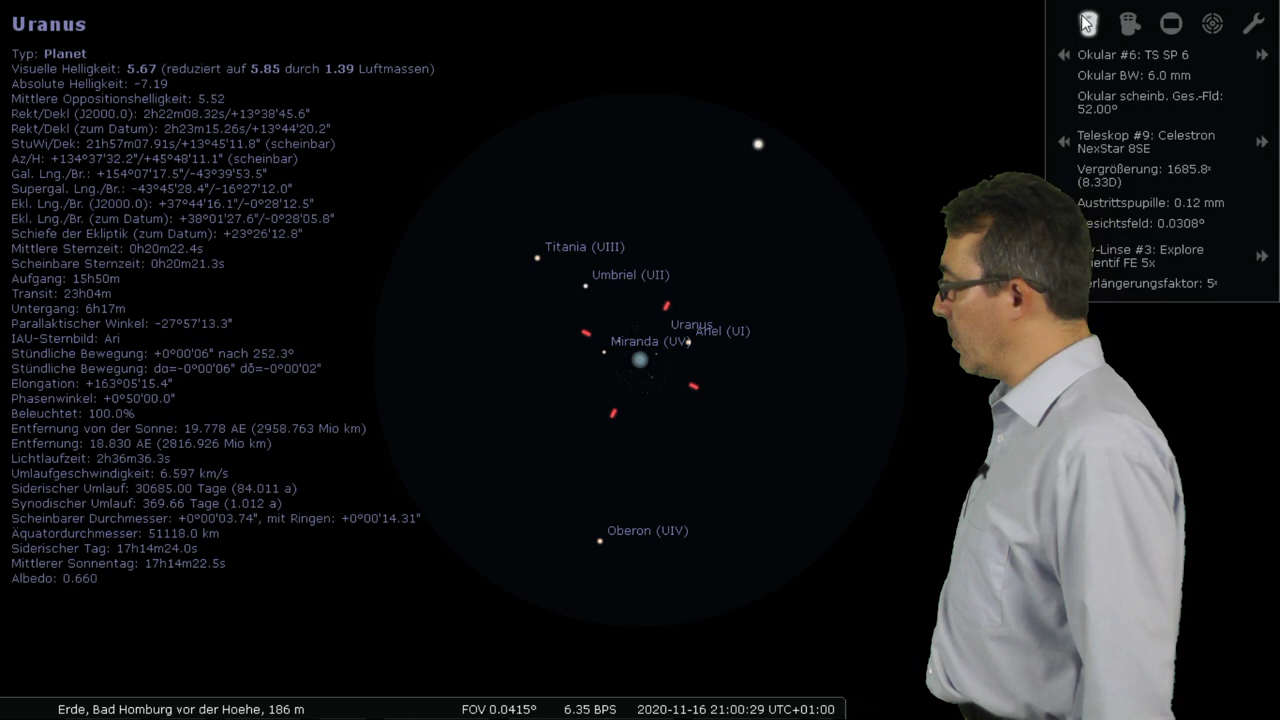 Uranus
Typ: Planet
Visuelle Helligkeit: 5.67 (reduziert auf 5.85 durch 1.39 Luftmassen)
Absolute Helligkeit: -7.19
Mittlere Oppositionshelligkeit: 5.52
Rekt/Dekl (J2000.0): 2h22m08.32s/+13°38'45.6"
Rekt/Dekl (zum Datum): 2h23m15.26s/+13°44'20.2"
StuWi/Dek: 21h57m07.91s/+13°45'11.8" (scheinbar)
Az/H: +134°37'32.2"/+45°48'11.1" (scheinbar)
Gal. Lng./Br.: +154°07'17.5"/-43°39'53.5"
Supergal. Lng./Br.: -43°45'28.4"/-16°27'12.0"
Ekl. Lng./Br. (J2000.0): +37°44'16.1"/-0°28'12.5"
Ekl. Lng./Br. (zum Datum): +38°01'27.6"/-0°28'05.8"
Schiefe der Ekliptik (zum Datum): +23°26'12.8"
Mittlere Sternzeit: 0h20m22.4s
Scheinbare Sternzeit: 0h20m21.3s
Aufgang: 15h50m
Transit: 23h04m
Untergang: 6h17m
Parallaktischer Winkel: -27°57'13.3"
IAU-Sternbild: Ari
Stündliche Bewegung: +0°00'06" nach 252.3°
Stündliche Bewegung: dα=-0°00'06" dδ=-0°00'02"
Elongation: +163°05'15.4"
Phasenwinkel: +0°50'00.0"
Beleuchtet: 100.0%
Entfernung von der Sonne: 19.778 AE (2958.763 Mio km)
Entfernung: 18.830 AE (2816.926 Mio km)
Lichtlaufzeit: 2h36m36.3s
Umlaufgeschwindigkeit: 6.597 km/s
Siderischer Umlauf: 30685.00 Tage (84.011 a)
Synodischer Umlauf: 369.66 Tage (1.012 a)
Scheinbarer Durchmesser: +0°00'03.74", mit Ringen: +0°00'14.31"
Äquatordurchmesser: 51118.0 km
Siderischer Tag: 17h14m24.0s
Mittlerer Sonnentag: 17h14m22.5s
Albedo: 0.660
Titania (UIII)
Umbriel (UII)
Uranus
Ariel (UI)
Miranda (UV)
Oberon (UIV)
Okular #6: TS SP 6
Okular BW: 6.0 mm
Okular scheinb. Ges.-Fld:
52.00°
Teleskop #9: Celestron
NexStar 8SE
Vergrößerung: 1685.8ˣ
(8.33D)
Austrittspupille: 0.12 mm
esichtsfeld: 0.0308°
-Linse #3: Explore
FE 5x
erlängerungsfaktor: 5ˣ
Erde, Bad Homburg vor der Hoehe, 186 m
FOV 0.0415°
6.35 BPS
2020-11-16 21:00:29 UTC+01:00